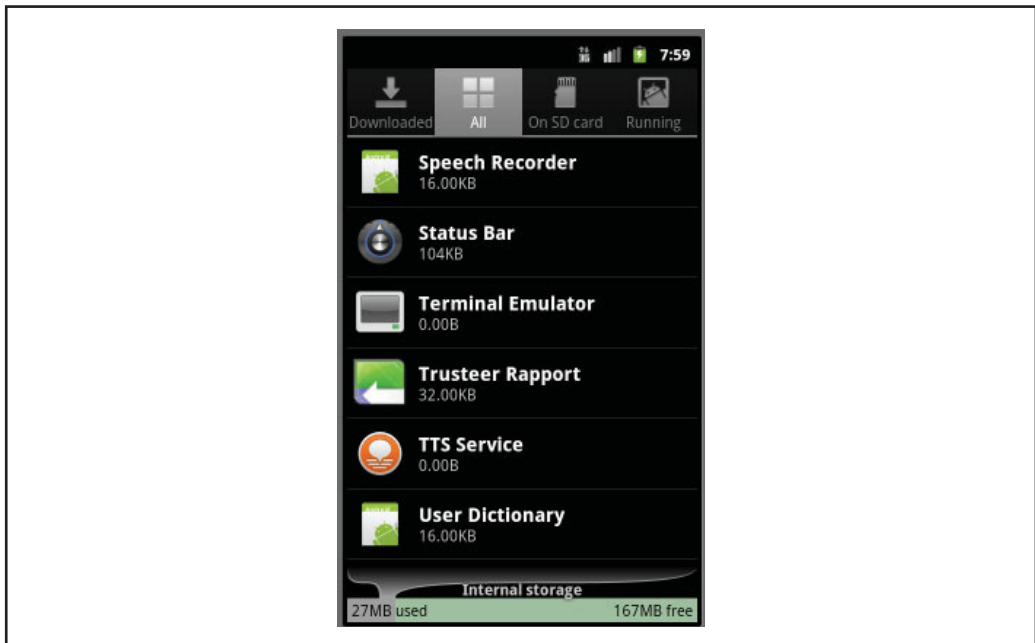 3G 7:59
Downloaded All On SD card Running
Speech Recorder
16.00KB
Status Bar
104KB
Terminal Emulator
0.00B
Trusteer Rapport
32.00KB
TTS Service
0.00B
User Dictionary
16.00KB
Internal storage
27MB used 167MB free